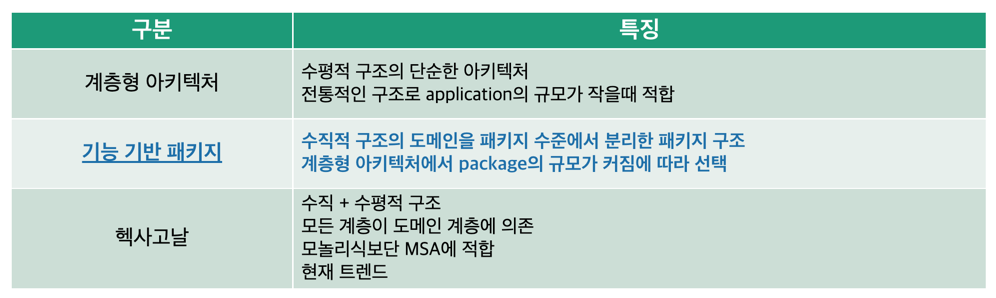 구분
특징
계층형 아키텍처
수평적 구조의 단순한 아키텍처
전통적인 구조로 application의 규모가 작을때 적합
기능 기반 패키지
수직적 구조의 도메인을 패키지 수준에서 분리한 패키지 구조
계층형 아키텍처에서 package의 규모가 커짐에 따라 선택
헥사고날
수직 + 수평적 구조
모든 계층이 도메인 계층에 의존
모놀리식보단 MSA에 적합
현재 트렌드